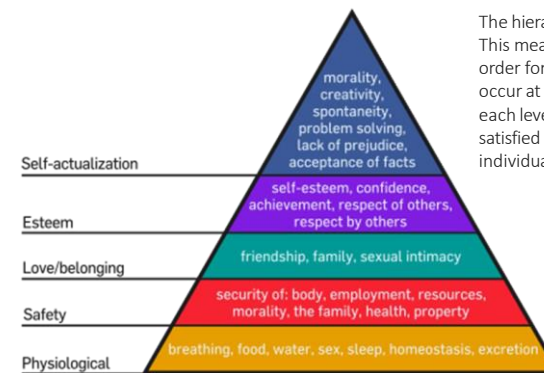 The hiera
This mea
order for
occur at
each leve
satisfied
individua
morality,
creativity,
spontaneity,
problem solving,
lack of prejudice,
acceptance of facts
Self-actualization
self-esteem, confidence,
achievement, respect of others,
respect by others
Esteem
friendship, family, sexual intimacy
Love/belonging
security of: body, employment, resources,
morality, the family, health, property
Safety
breathing, food, water, sex, sleep, homeostasis, excretion
Physiological